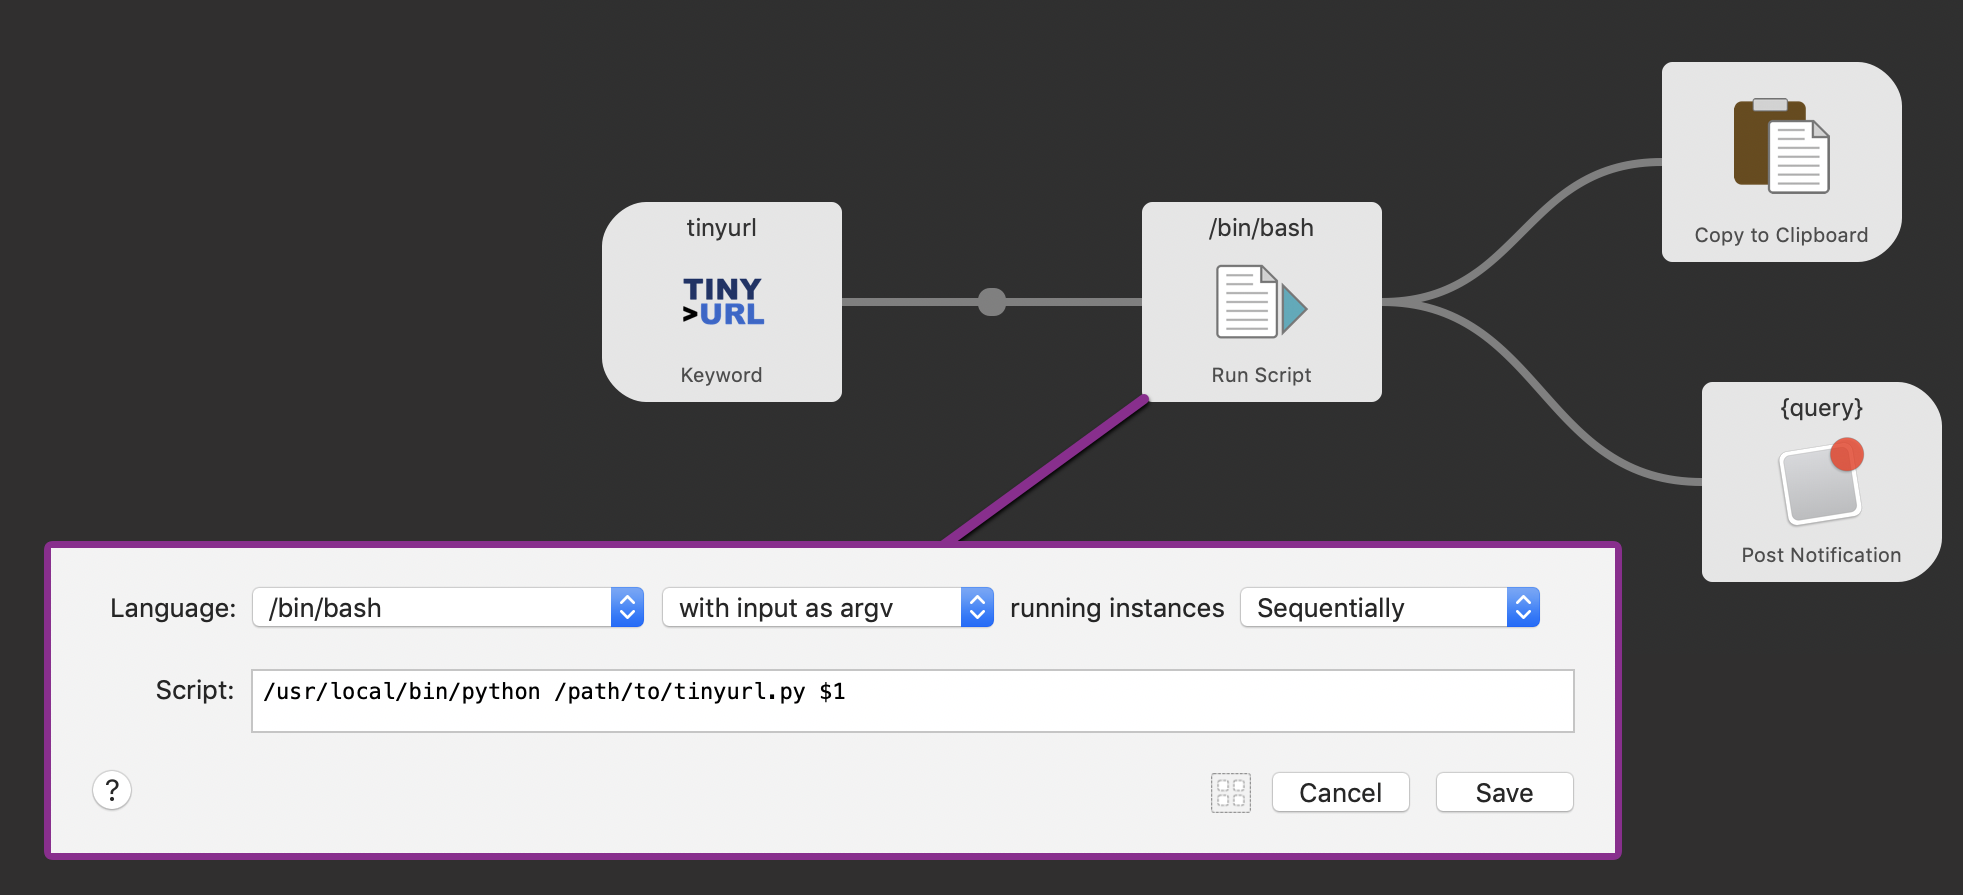 tinyurl
TINY
>URL
Keyword
/bin/bash
Run Script
Copy to Clipboard
{query}
Post Notification
Language:
/bin/bash
with input as argv
running instances
Sequentially
Script:
/usr/local/bin/python /path/to/tinyurl.py $1
?
Cancel
Save